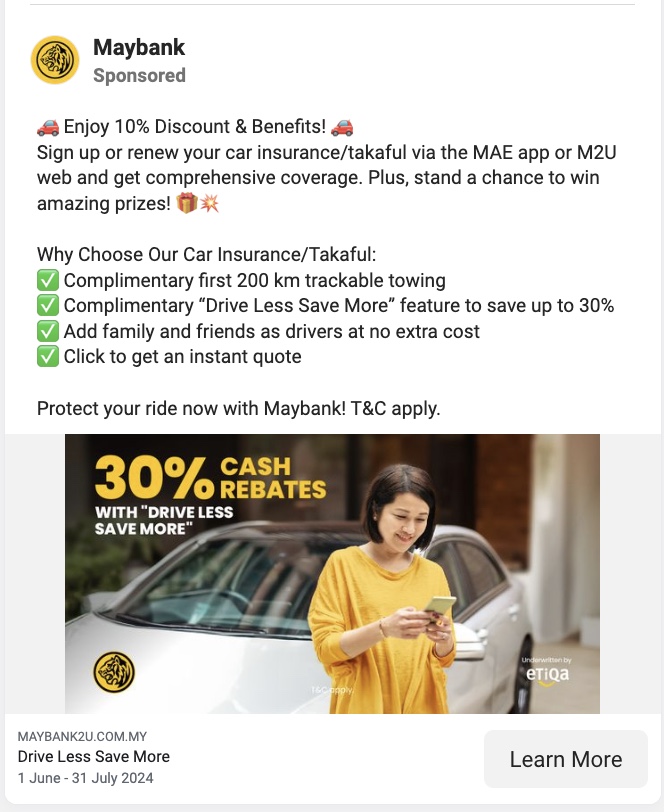 Maybank
Sponsored
🚗 Enjoy 10% Discount & Benefits! 🚗
Sign up or renew your car insurance/takaful via the MAE app or M2U
web and get comprehensive coverage. Plus, stand a chance to win
amazing prizes! 🎁💥
Why Choose Our Car Insurance/Takaful:
✅ Complimentary first 200 km trackable towing
✅ Complimentary “Drive Less Save More” feature to save up to 30%
✅ Add family and friends as drivers at no extra cost
✅ Click to get an instant quote
Protect your ride now with Maybank! T&C apply.
30% CASH
REBATES
WITH "DRIVE LESS
SAVE MORE"
Underwritten by
eTiQa
T&C apply.
MAYBANK2U.COM.MY
Drive Less Save More
1 June - 31 July 2024
Learn More